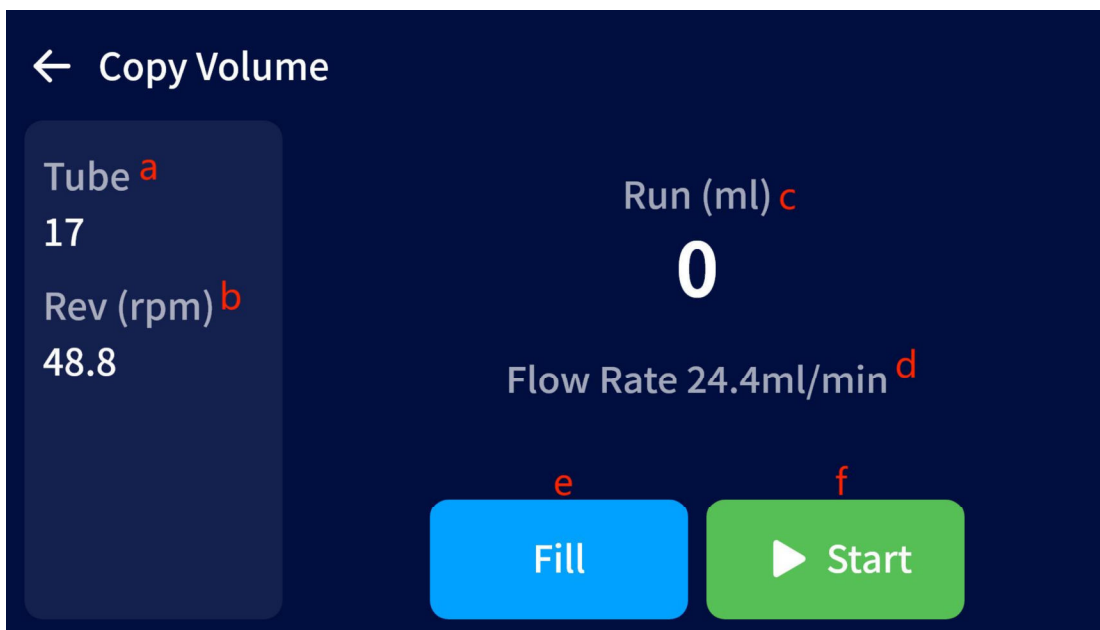 ← Copy Volume
Tube a
17
Rev (rpm) b
48.8
Run (ml) c
0
Flow Rate 24.4ml/min d
e
f
Fill
Start